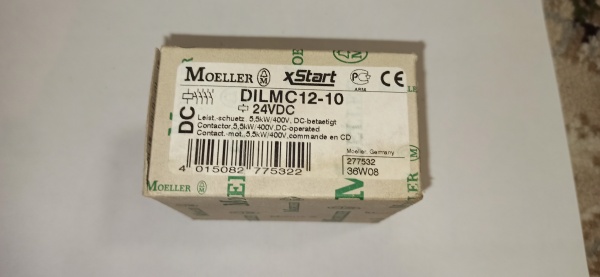 MOELLER xStart CE
DILMC12-10
24VDC
DC
Leist.-schuetz, 5,5kW/400V, DC-betaetigt
Contactor,5,5kW/400V,DC-operated
Contact.-mot.,5,5kW/400V,commande en CD
Moeller, Germany
277532
36W08
4 015082 775322
MOELLER
MOELLER